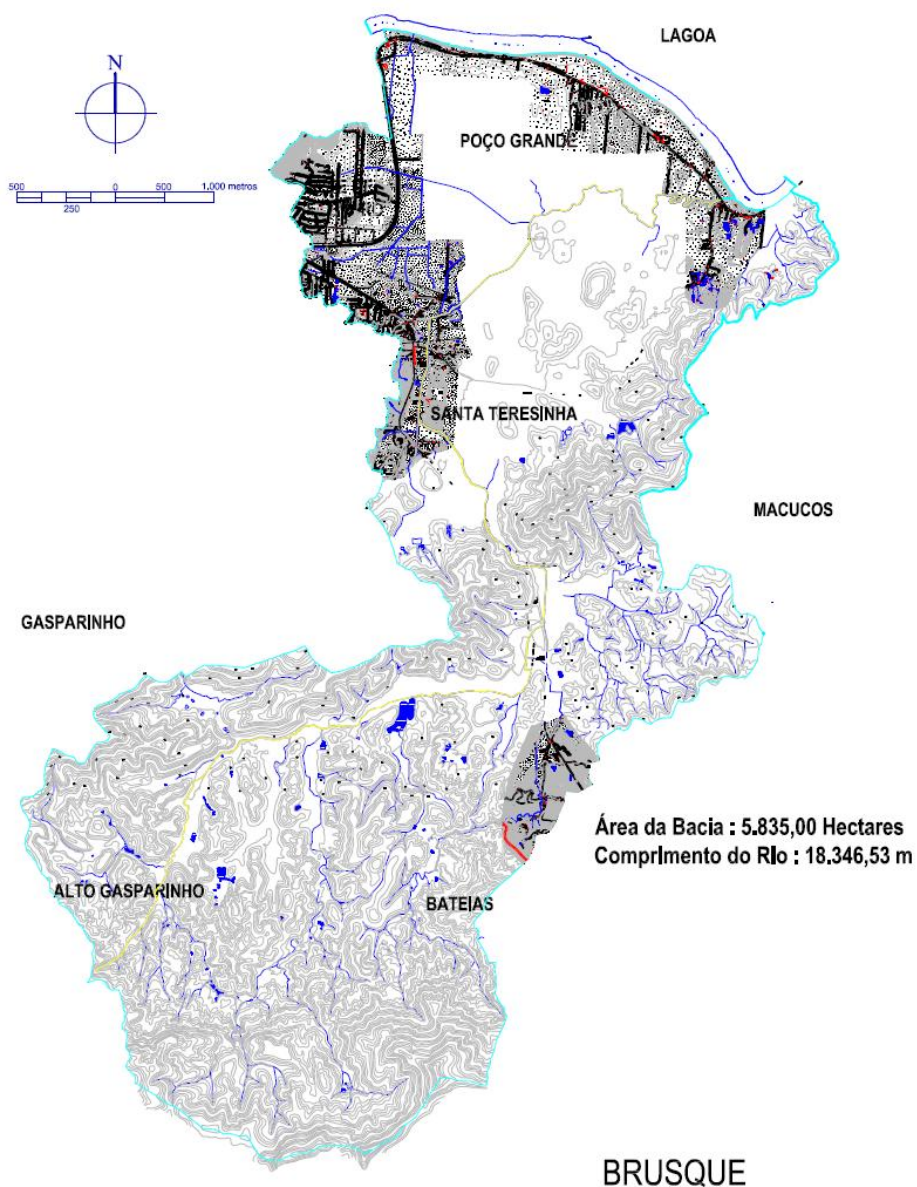 LAGOA
N
POÇO GRANDE
500 0 500 1.000 metros
250
SANTA TERESINHA
MACUCOS
GASPARINHO
Área da Bacia : 5.835,00 Hectares
Comprimento do Rio : 18.346,53 m
ALTO GASPARINHO
BATEIAS
BRUSQUE